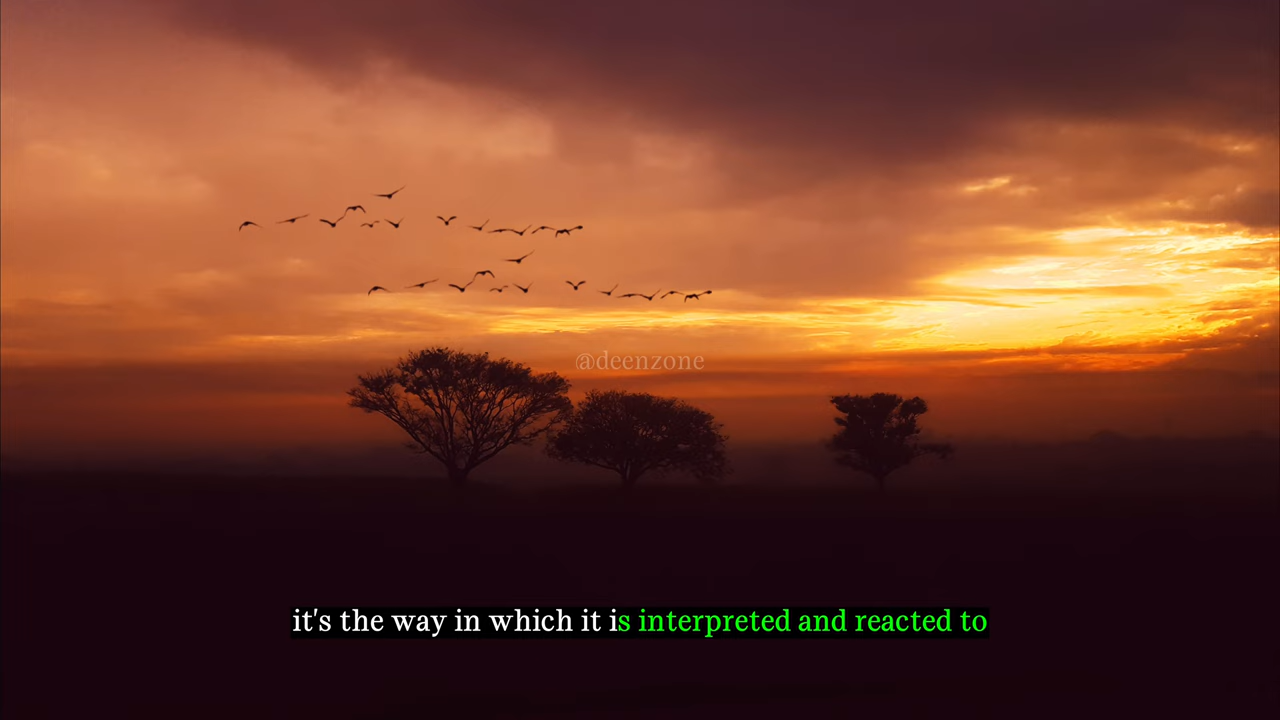 @deenzone
it's the way in which it is interpreted and reacted to